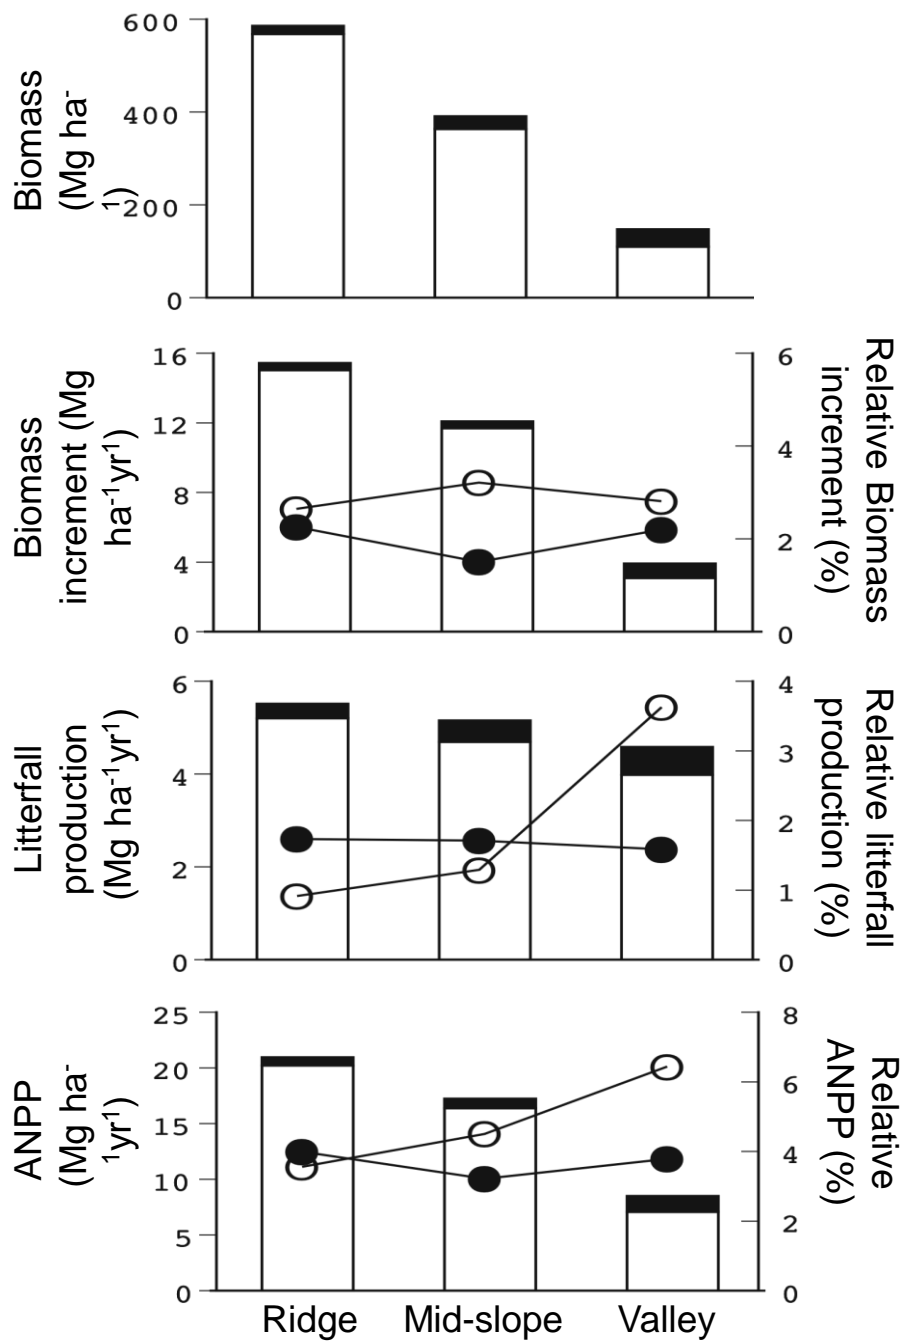 Biomass
(Mg ha-
1)
600
400
200
0
Biomass
increment (Mg
ha-1yr1)
16
12
8
4
0
6
4
2
0
Relative Biomass
increment (%)
Litterfall
production
(Mg ha-1yr1)
6
4
2
0
4
3
2
1
0
Relative litterfall
production (%)
ANPP
(Mg ha-
1yr1)
25
20
15
10
5
0
8
6
4
2
0
Relative
ANPP (%)
Ridge Mid-slope Valley